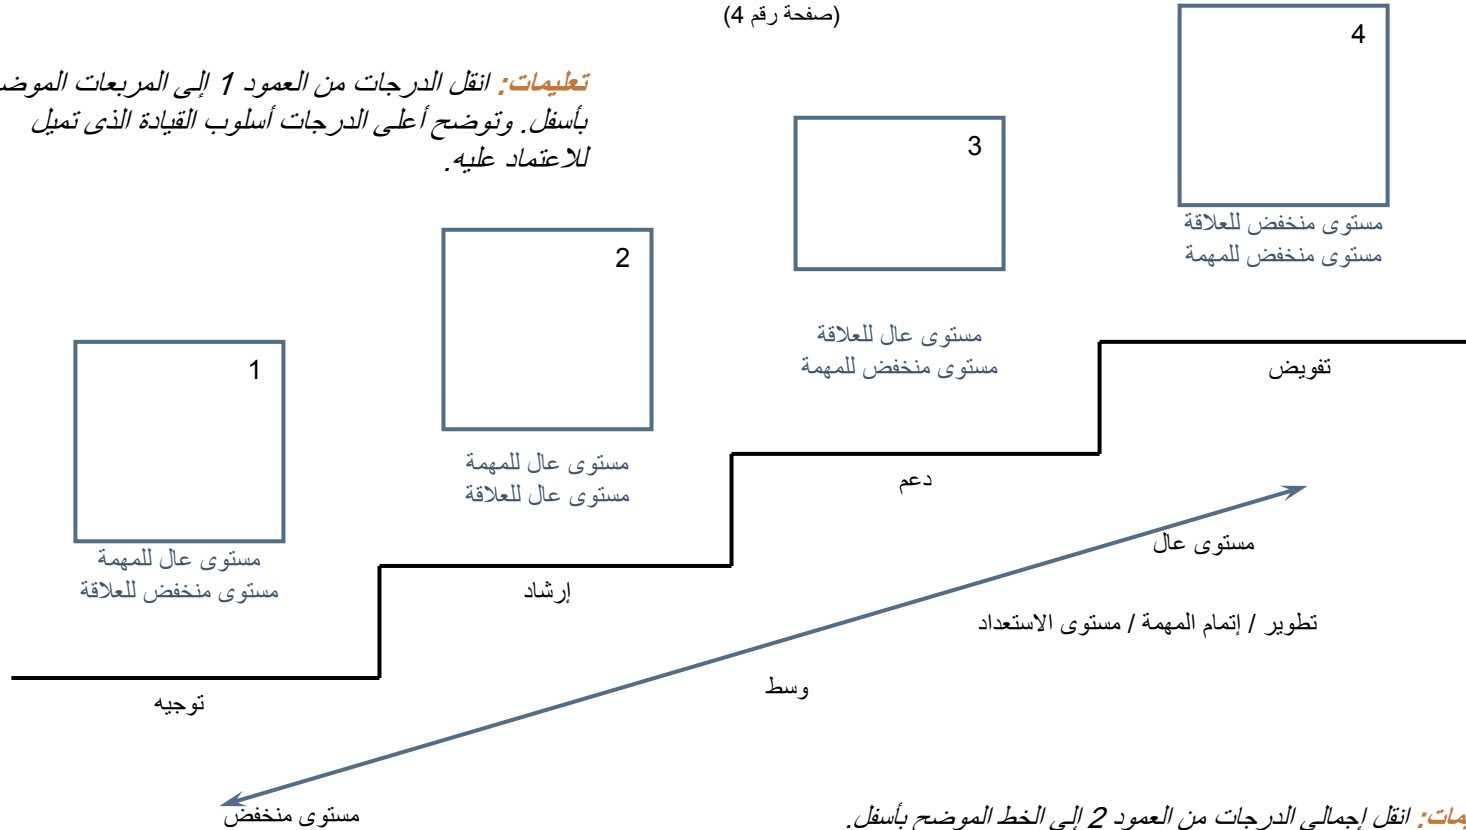 (صفحة رقم 4)
تعليمات: انقل الدرجات من العمود 1 إلى المربعات
بأسفل. وتوضح أعلى الدرجات أسلوب القيادة الذى تميل
للاعتماد عليه.
4
مستوى منخفض للعلاقة
مستوى منخفض للمهمة
تفويض
3
مستوى عال للعلاقة
مستوى منخفض للمهمة
دعم
2
مستوى عال للمهمة
مستوى عال للعلاقة
إرشاد
1
مستوى عال للمهمة
مستوى منخفض للعلاقة
توجيه
مستوى عال
تطوير / إتمام المهمة / مستوى الاستعداد
وسط
مستوى منخفض
انقل إجمالى الدرجات من العمود 2 إلى الخط الموضح بأسفل.